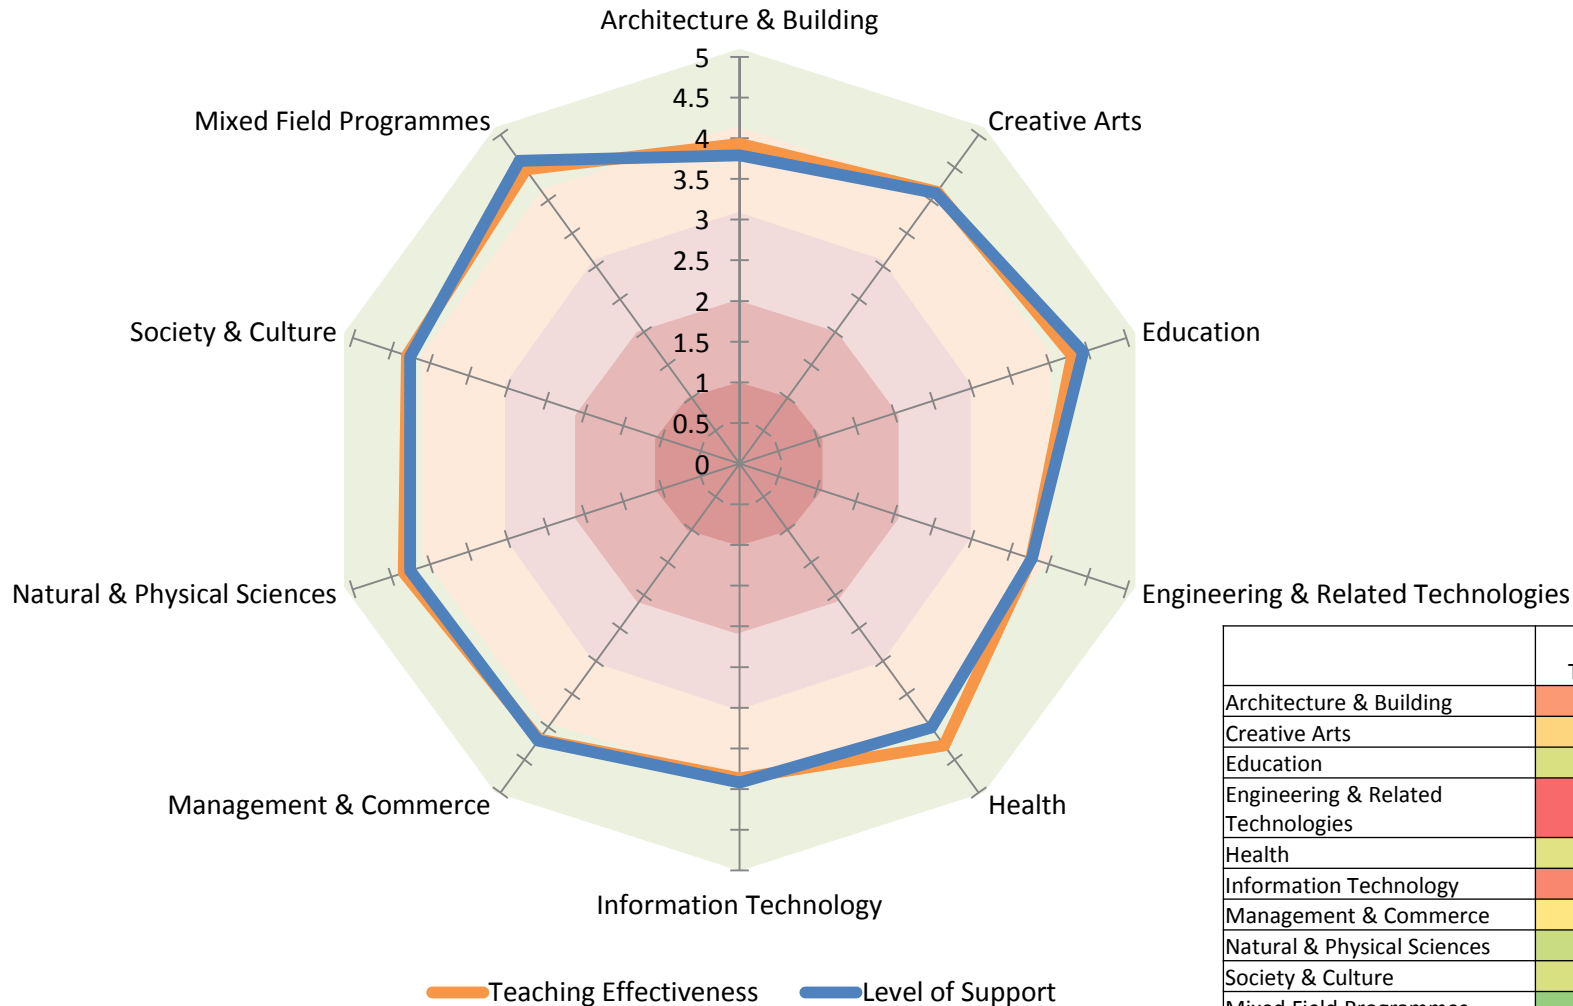 Architecture & Building
5
4.5
4
3.5
3
2.5
2
1.5
1
0.5
0
Mixed Field Programmes
Creative Arts
Society & Culture
Education
Natural & Physical Sciences
Engineering & Related Technologies
Management & Commerce
Health
Information Technology
Teaching Effectiveness
Level of Support
T
Architecture & Building
Creative Arts
Education
Engineering & Related
Technologies
Health
Information Technology
Management & Commerce
Natural & Physical Sciences
Society & Culture
Mixed Field Programmes